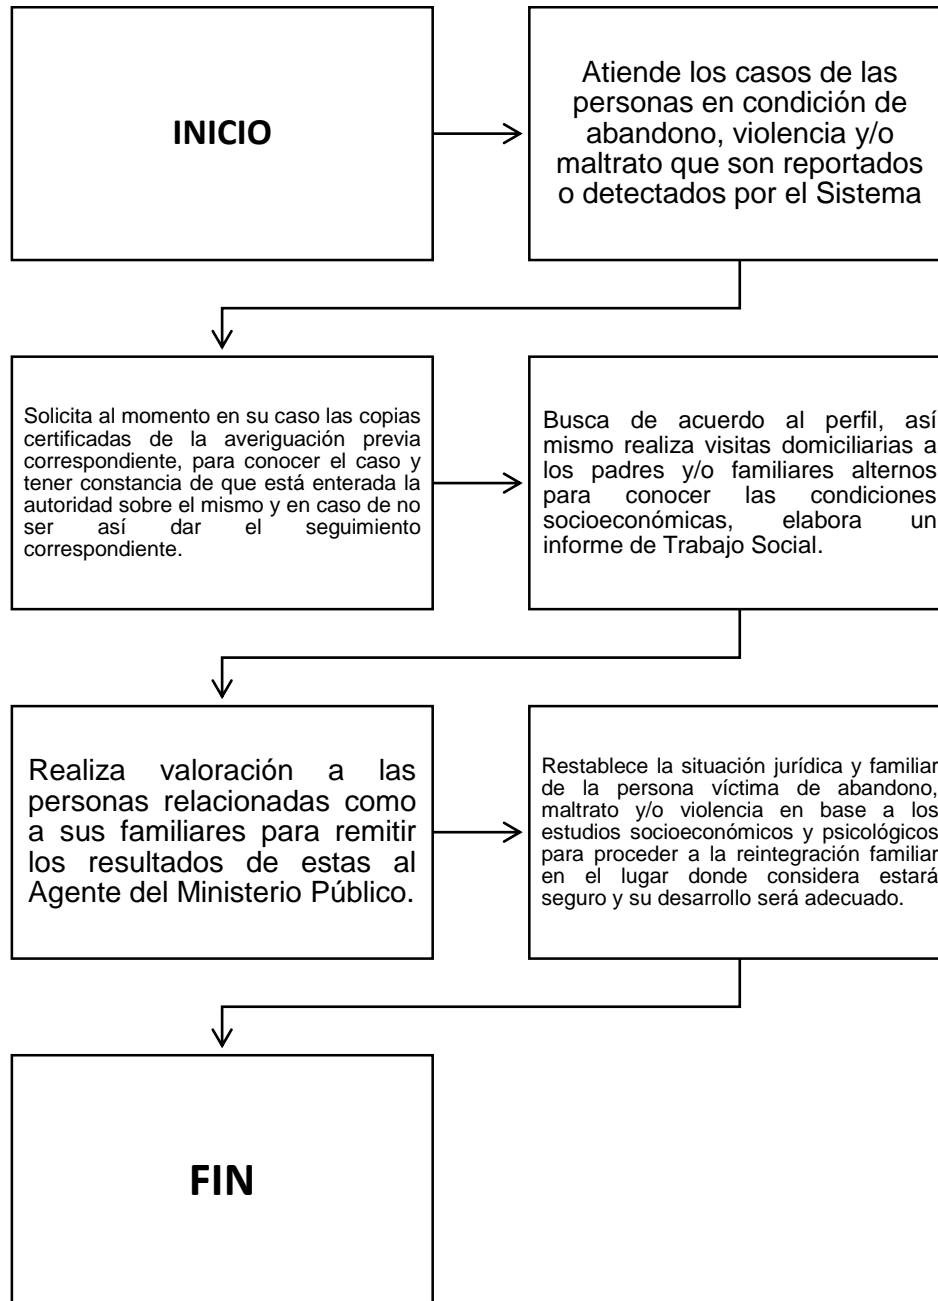 INICIO
Atiende los casos de las
personas en condición de
abandono, violencia y/o
maltrato que son reportados
o detectados por el Sistema
Solicita al momento en su caso las copias
certificadas de la averiguación previa
correspondiente, para conocer el caso y
tener constancia de que está enterada la
autoridad sobre el mismo y en caso de no
ser así dar el seguimiento
correspondiente.
Busca de acuerdo al perfil, así
mismo realiza visitas domiciliarias a
los padres y/o familiares alternos
para conocer las condiciones
socioeconómicas, elabora un
informe de Trabajo Social.
Realiza valoración a las
personas relacionadas como
a sus familiares para remitir
los resultados de estas al
Agente del Ministerio Público.
Restablece la situación jurídica y familiar
de la persona víctima de abandono,
maltrato y/o violencia en base a los
estudios socioeconómicos y psicológicos
para proceder a la reintegración familiar
en el lugar donde considera estará
seguro y su desarrollo será adecuado.
FIN